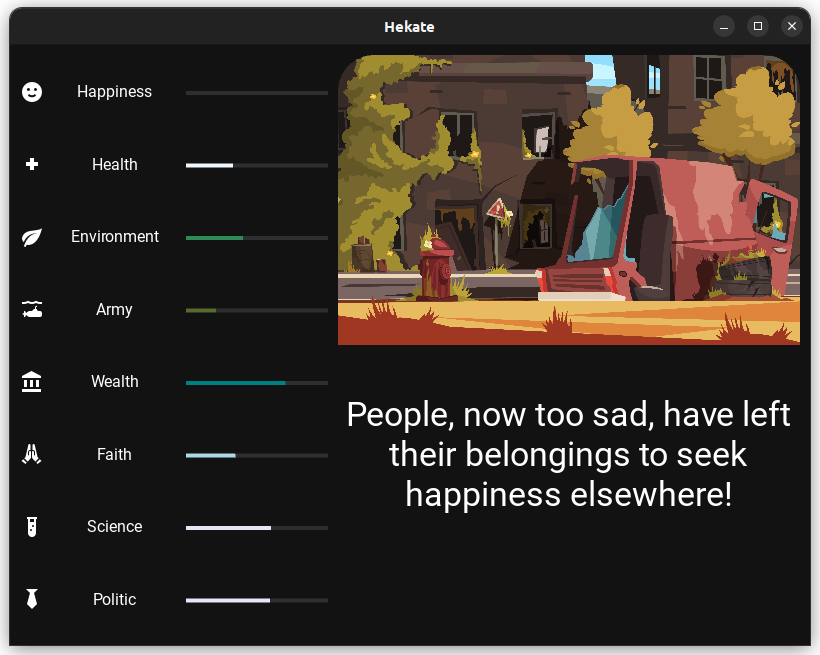 Hekate
Happiness
Health
Environment
Army
Wealth
Faith
Science
Politic
People, now too sad, have left
their belongings to seek
happiness elsewhere!